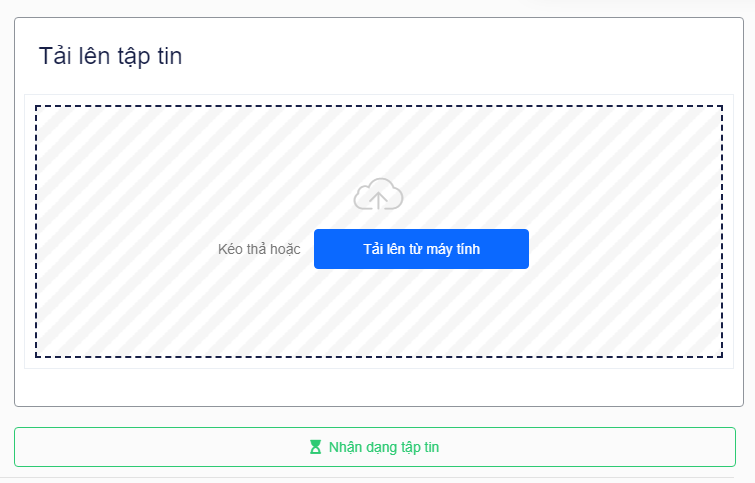 Tải lên tập tin
Kéo thả hoặc
Tải lên từ máy tính
Nhận dạng tập tin